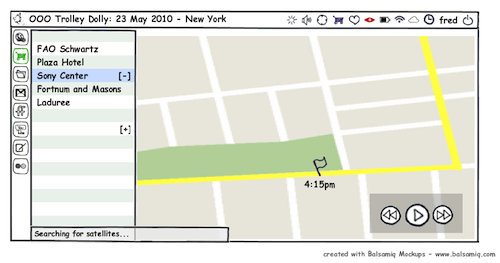 OOO Trolley Dolly: 23 May 2010 - New York
fred
FAO Schwartz
Plaza Hotel
Sony Center [-]
Fortnum and Masons
Laduree
[+]
4:15pm
Searching for satellites...
created with Balsamiq Mockups - www.balsamiq.com